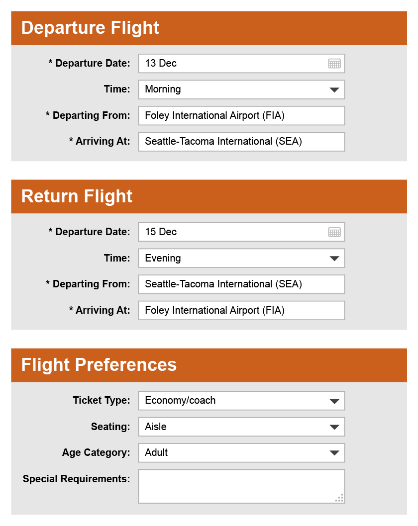 Departure Flight
* Departure Date: 13 Dec
Time: Morning
* Departing From: Foley International Airport (FIA)
* Arriving At: Seattle-Tacoma International (SEA)
Return Flight
* Departure Date: 15 Dec
Time: Evening
* Departing From: Seattle-Tacoma International (SEA)
* Arriving At: Foley International Airport (FIA)
Flight Preferences
Ticket Type: Economy/coach
Seating: Aisle
Age Category: Adult
Special Requirements: